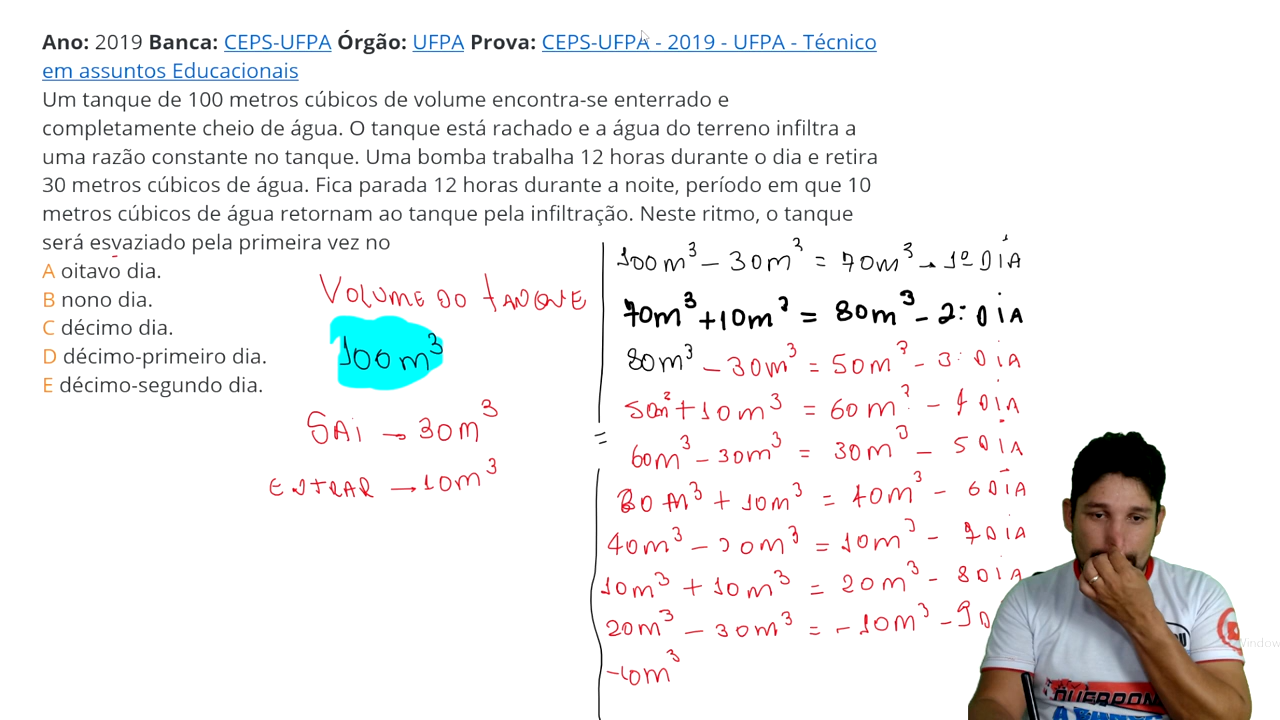 Ano: 2019 Banca: CEPS-UFPA Órgão: UFPA Prova: CEPS-UFPA - 2019 - UFPA - Técnico
em assuntos Educacionais
Um tanque de 100 metros cúbicos de volume encontra-se enterrado e
completamente cheio de água. O tanque está rachado e a água do terreno infiltra a
uma razão constante no tanque. Uma bomba trabalha 12 horas durante o dia e retira
30 metros cúbicos de água. Fica parada 12 horas durante a noite, período em que 10
metros cúbicos de água retornam ao tanque pela infiltração. Neste ritmo, o tanque
será esvaziado pela primeira vez no
A oitavo dia.
B nono dia.
C décimo dia.
D décimo-primeiro dia.
E décimo-segundo dia.
VOLUME DO TANQUE
100m³
SAI → 30m³
ENTRAR → 10m³
100m³ - 30m³ = 70m³ → 1º DIA
70m³ + 10m³ = 80m³ - 2º DIA
80m³ - 30m³ = 50m³ - 3º DIA
50m³ + 10m³ = 60m³ - 4 DIA
=
60m³ - 30m³ = 30m³ - 5 DIA
30m³ + 10m³ = 40m³ - 6 DIA
40m³ - 30m³ = 10m³ - 7 DIA
10m³ + 10m³ = 20m³ - 8 DIA
20m³ - 30m³ = -10m³ - 9 D
-10m³
Window